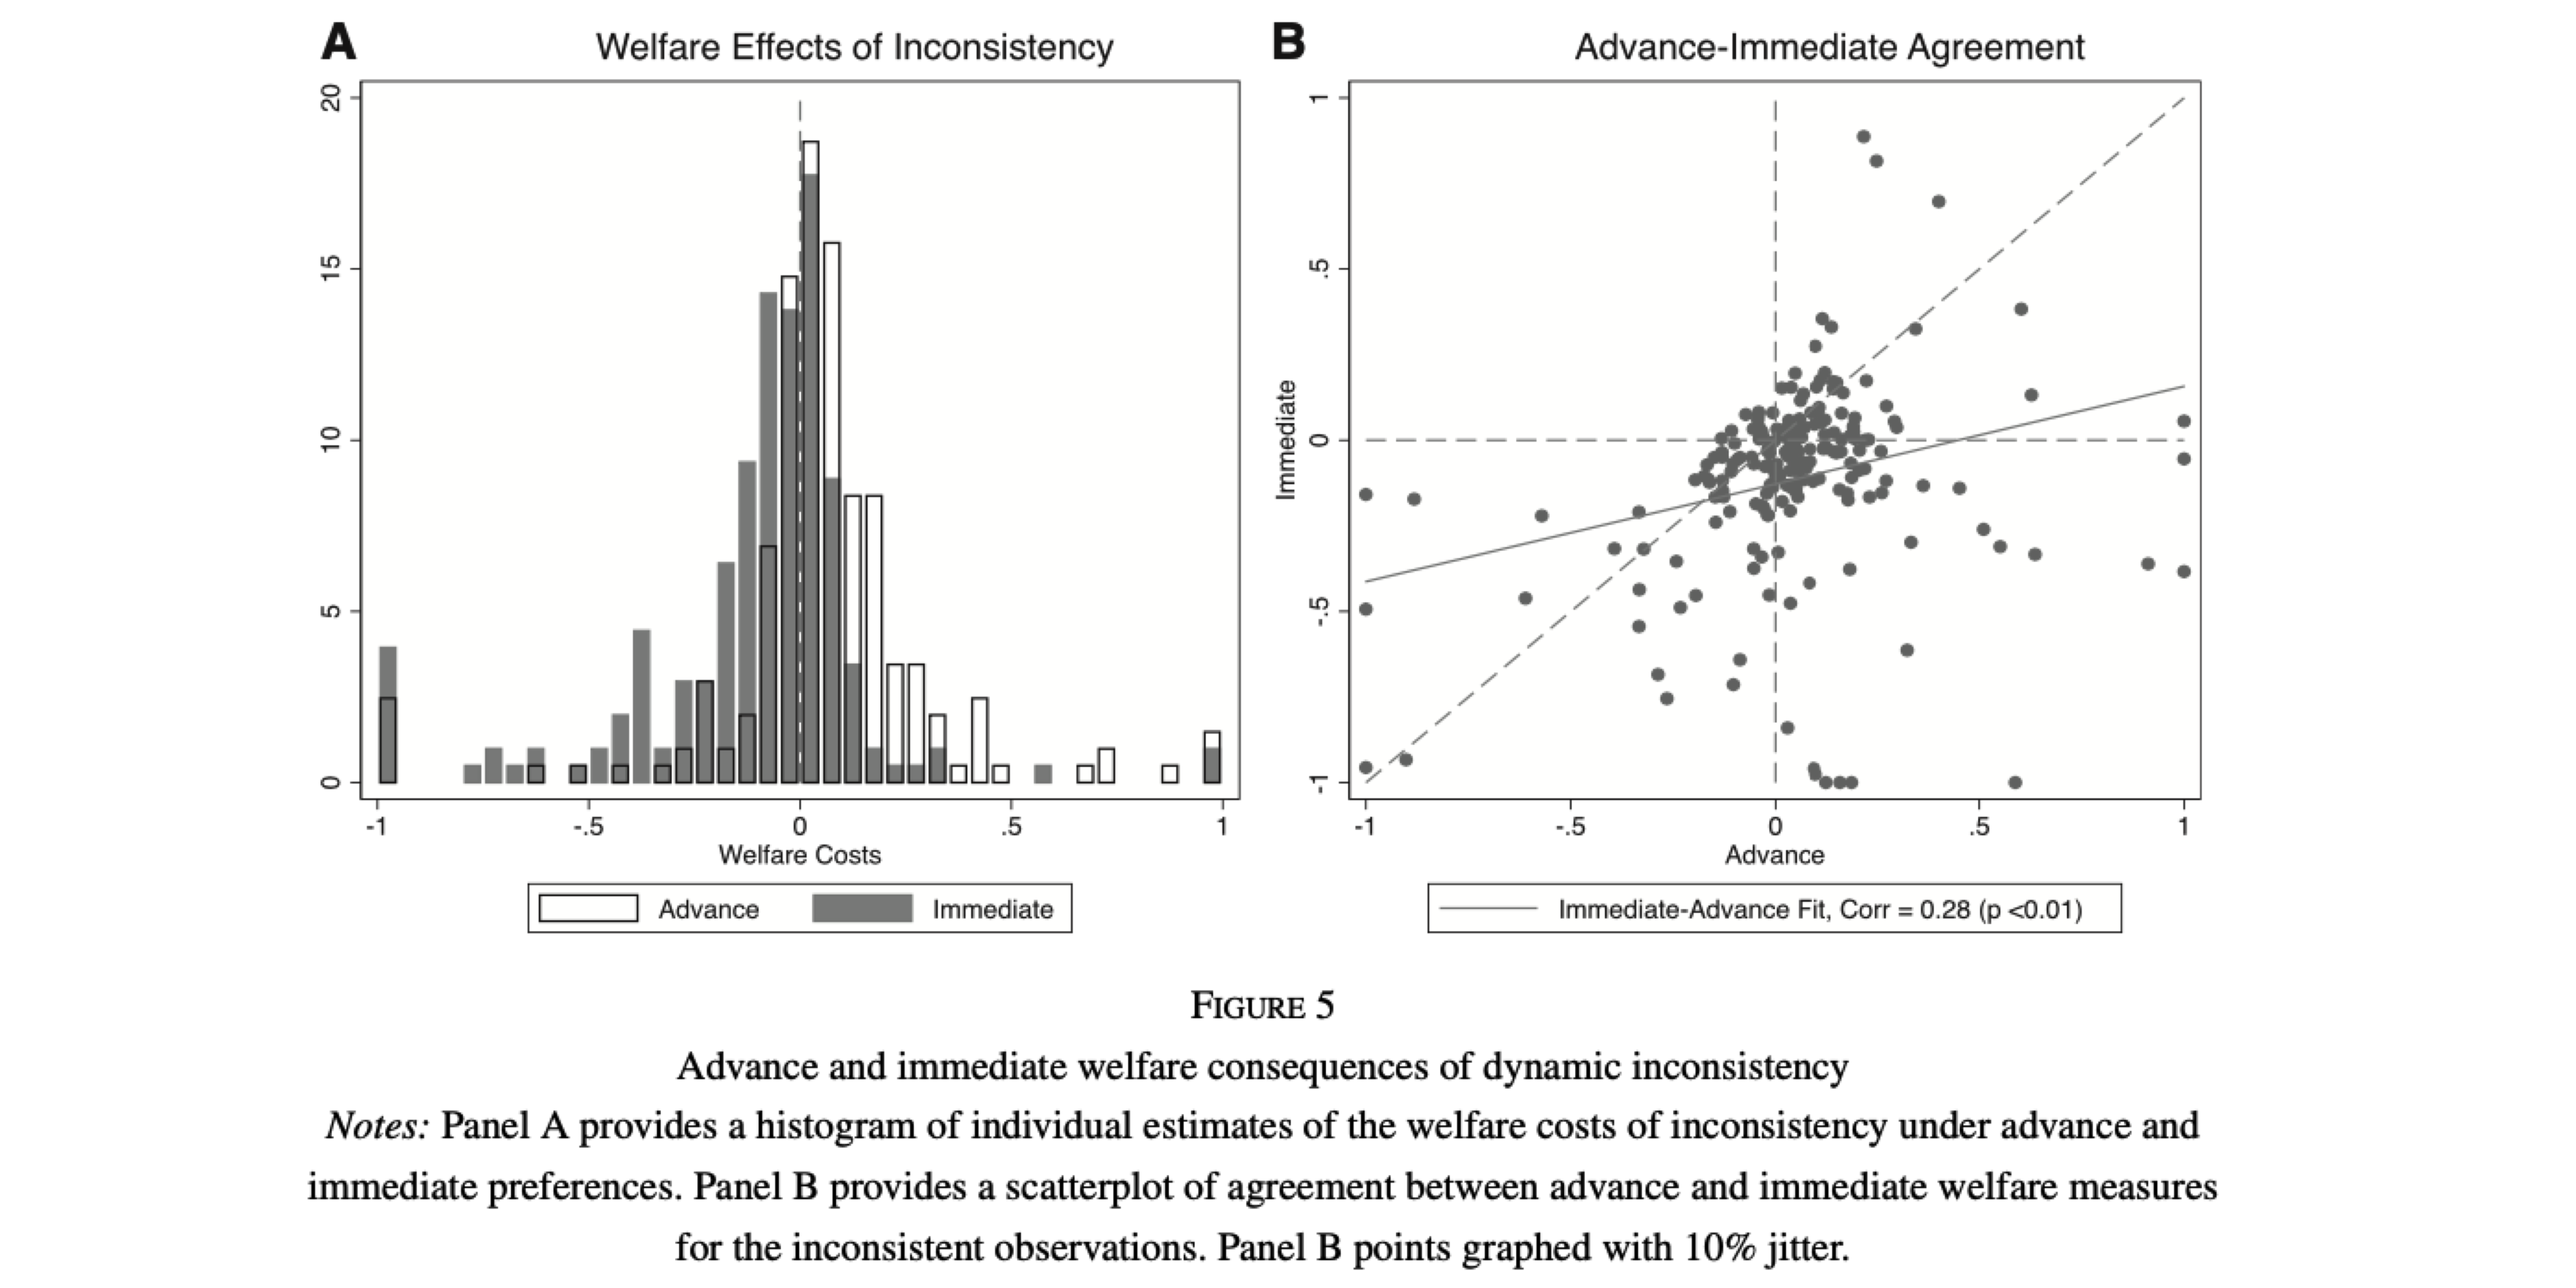 A
Welfare Effects of Inconsistency
20
15
10
5
0
-1
-.5
0
.5
1
Welfare Costs
Advance
Immediate
B
Advance-Immediate Agreement
1
.5
0
-.5
-1
Immediate
-1
-.5
0
.5
1
Advance
Immediate-Advance Fit, Corr = 0.28 (p <0.01)
FIGURE 5
Advance and immediate welfare consequences of dynamic inconsistency
Notes: Panel A provides a histogram of individual estimates of the welfare costs of inconsistency under advance and
immediate preferences. Panel B provides a scatterplot of agreement between advance and immediate welfare measures
for the inconsistent observations. Panel B points graphed with 10% jitter.